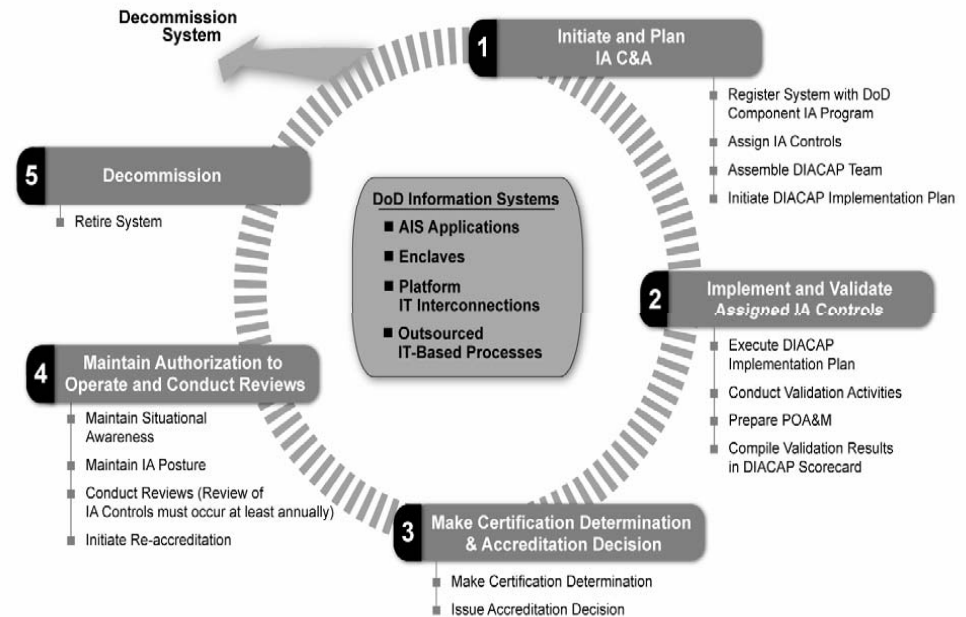 Decommission
System
1
Initiate and Plan
IA C&A
Register System with DoD
Component IA Program
Assign IA Controls
Assemble DIACAP Team
Initiate DIACAP Implementation Plan
5
Decommission
Retire System
DoD Information Systems
AIS Applications
Enclaves
Platform
IT Interconnections
Outsourced
IT-Based Processes
2
Implement and Validate
Assigned IA Controls
Execute DIACAP
Implementation Plan
Conduct Validation Activities
Prepare POA&M
Compile Validation Results
in DIACAP Scorecard
4
Maintain Authorization to
Operate and Conduct Reviews
Maintain Situational
Awareness
Maintain IA Posture
Conduct Reviews (Review of
IA Controls must occur at least annually)
Initiate Re-accreditation
3
Make Certification Determination
& Accreditation Decision
Make Certification Determination
Issue Accreditation Decision